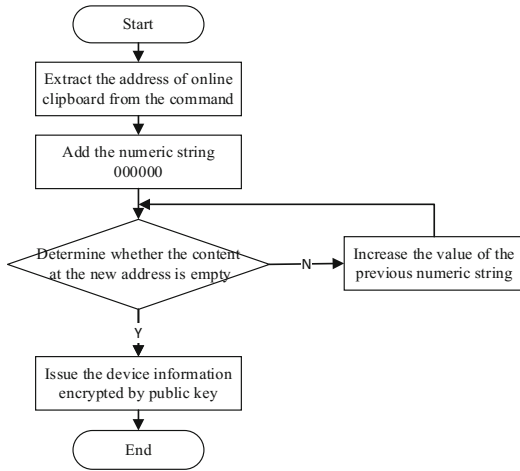 Start
Extract the address of online
clipboard from the command
Add the numeric string
000000
Determine whether the content
at the new address is empty
N
Increase the value of the
previous numeric string
Y
Issue the device information
encrypted by public key
End